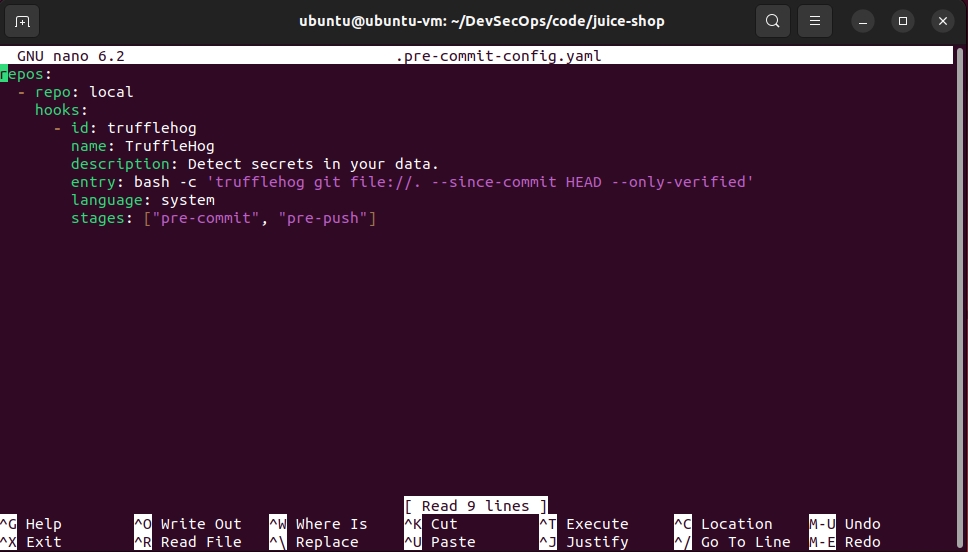 ubuntu@ubuntu-vm: ~/DevSecOps/code/juice-shop
GNU nano 6.2 .pre-commit-config.yaml
repos:
  - repo: local
    hooks:
      - id: trufflehog
        name: TruffleHog
        description: Detect secrets in your data.
        entry: bash -c 'trufflehog git file://. --since-commit HEAD --only-verified'
        language: system
        stages: ["pre-commit", "pre-push"]
[ Read 9 lines ]
^G Help ^O Write Out ^W Where Is ^K Cut ^T Execute ^C Location M-U Undo
^X Exit ^R Read File ^\ Replace ^U Paste ^J Justify ^/ Go To Line M-E Redo